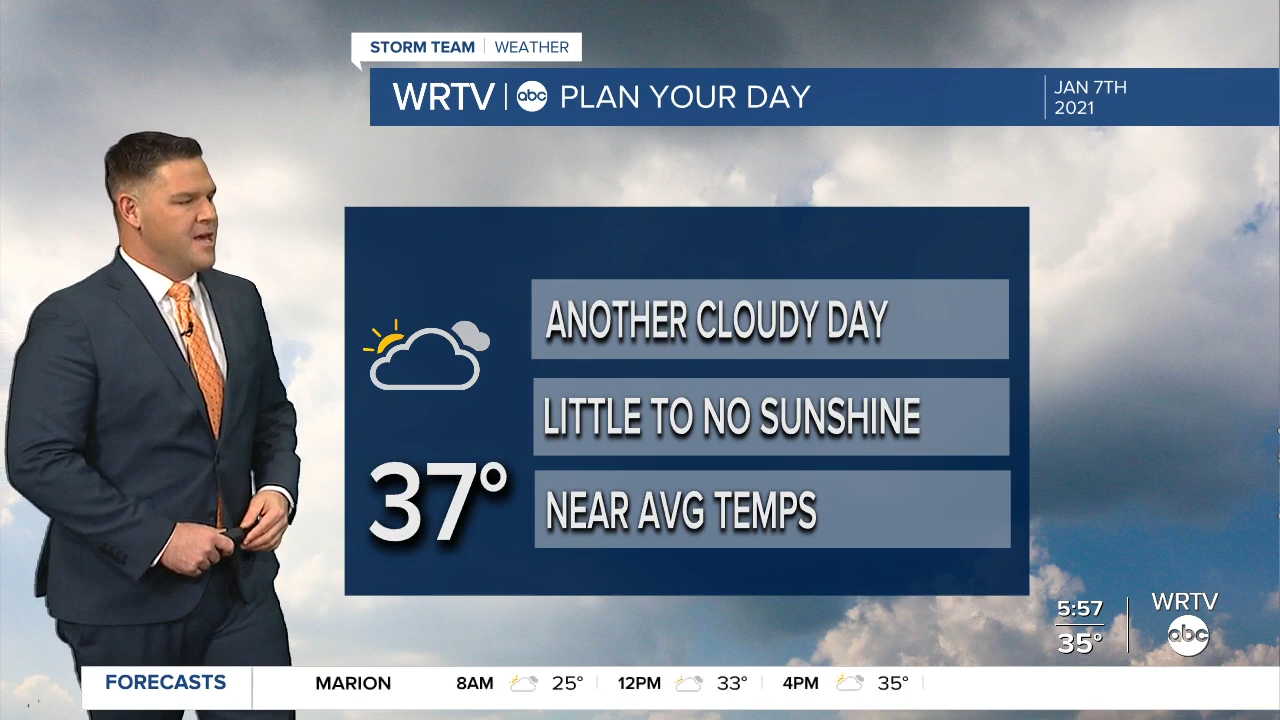 STORM TEAM | WEATHER
WRTV | abc PLAN YOUR DAY
JAN 7TH
2021
ANOTHER CLOUDY DAY
LITTLE TO NO SUNSHINE
37°
NEAR AVG TEMPS
5:57
35°
WRTV
abc
FORECASTS MARION 8AM 25° 12PM 33° 4PM 35°